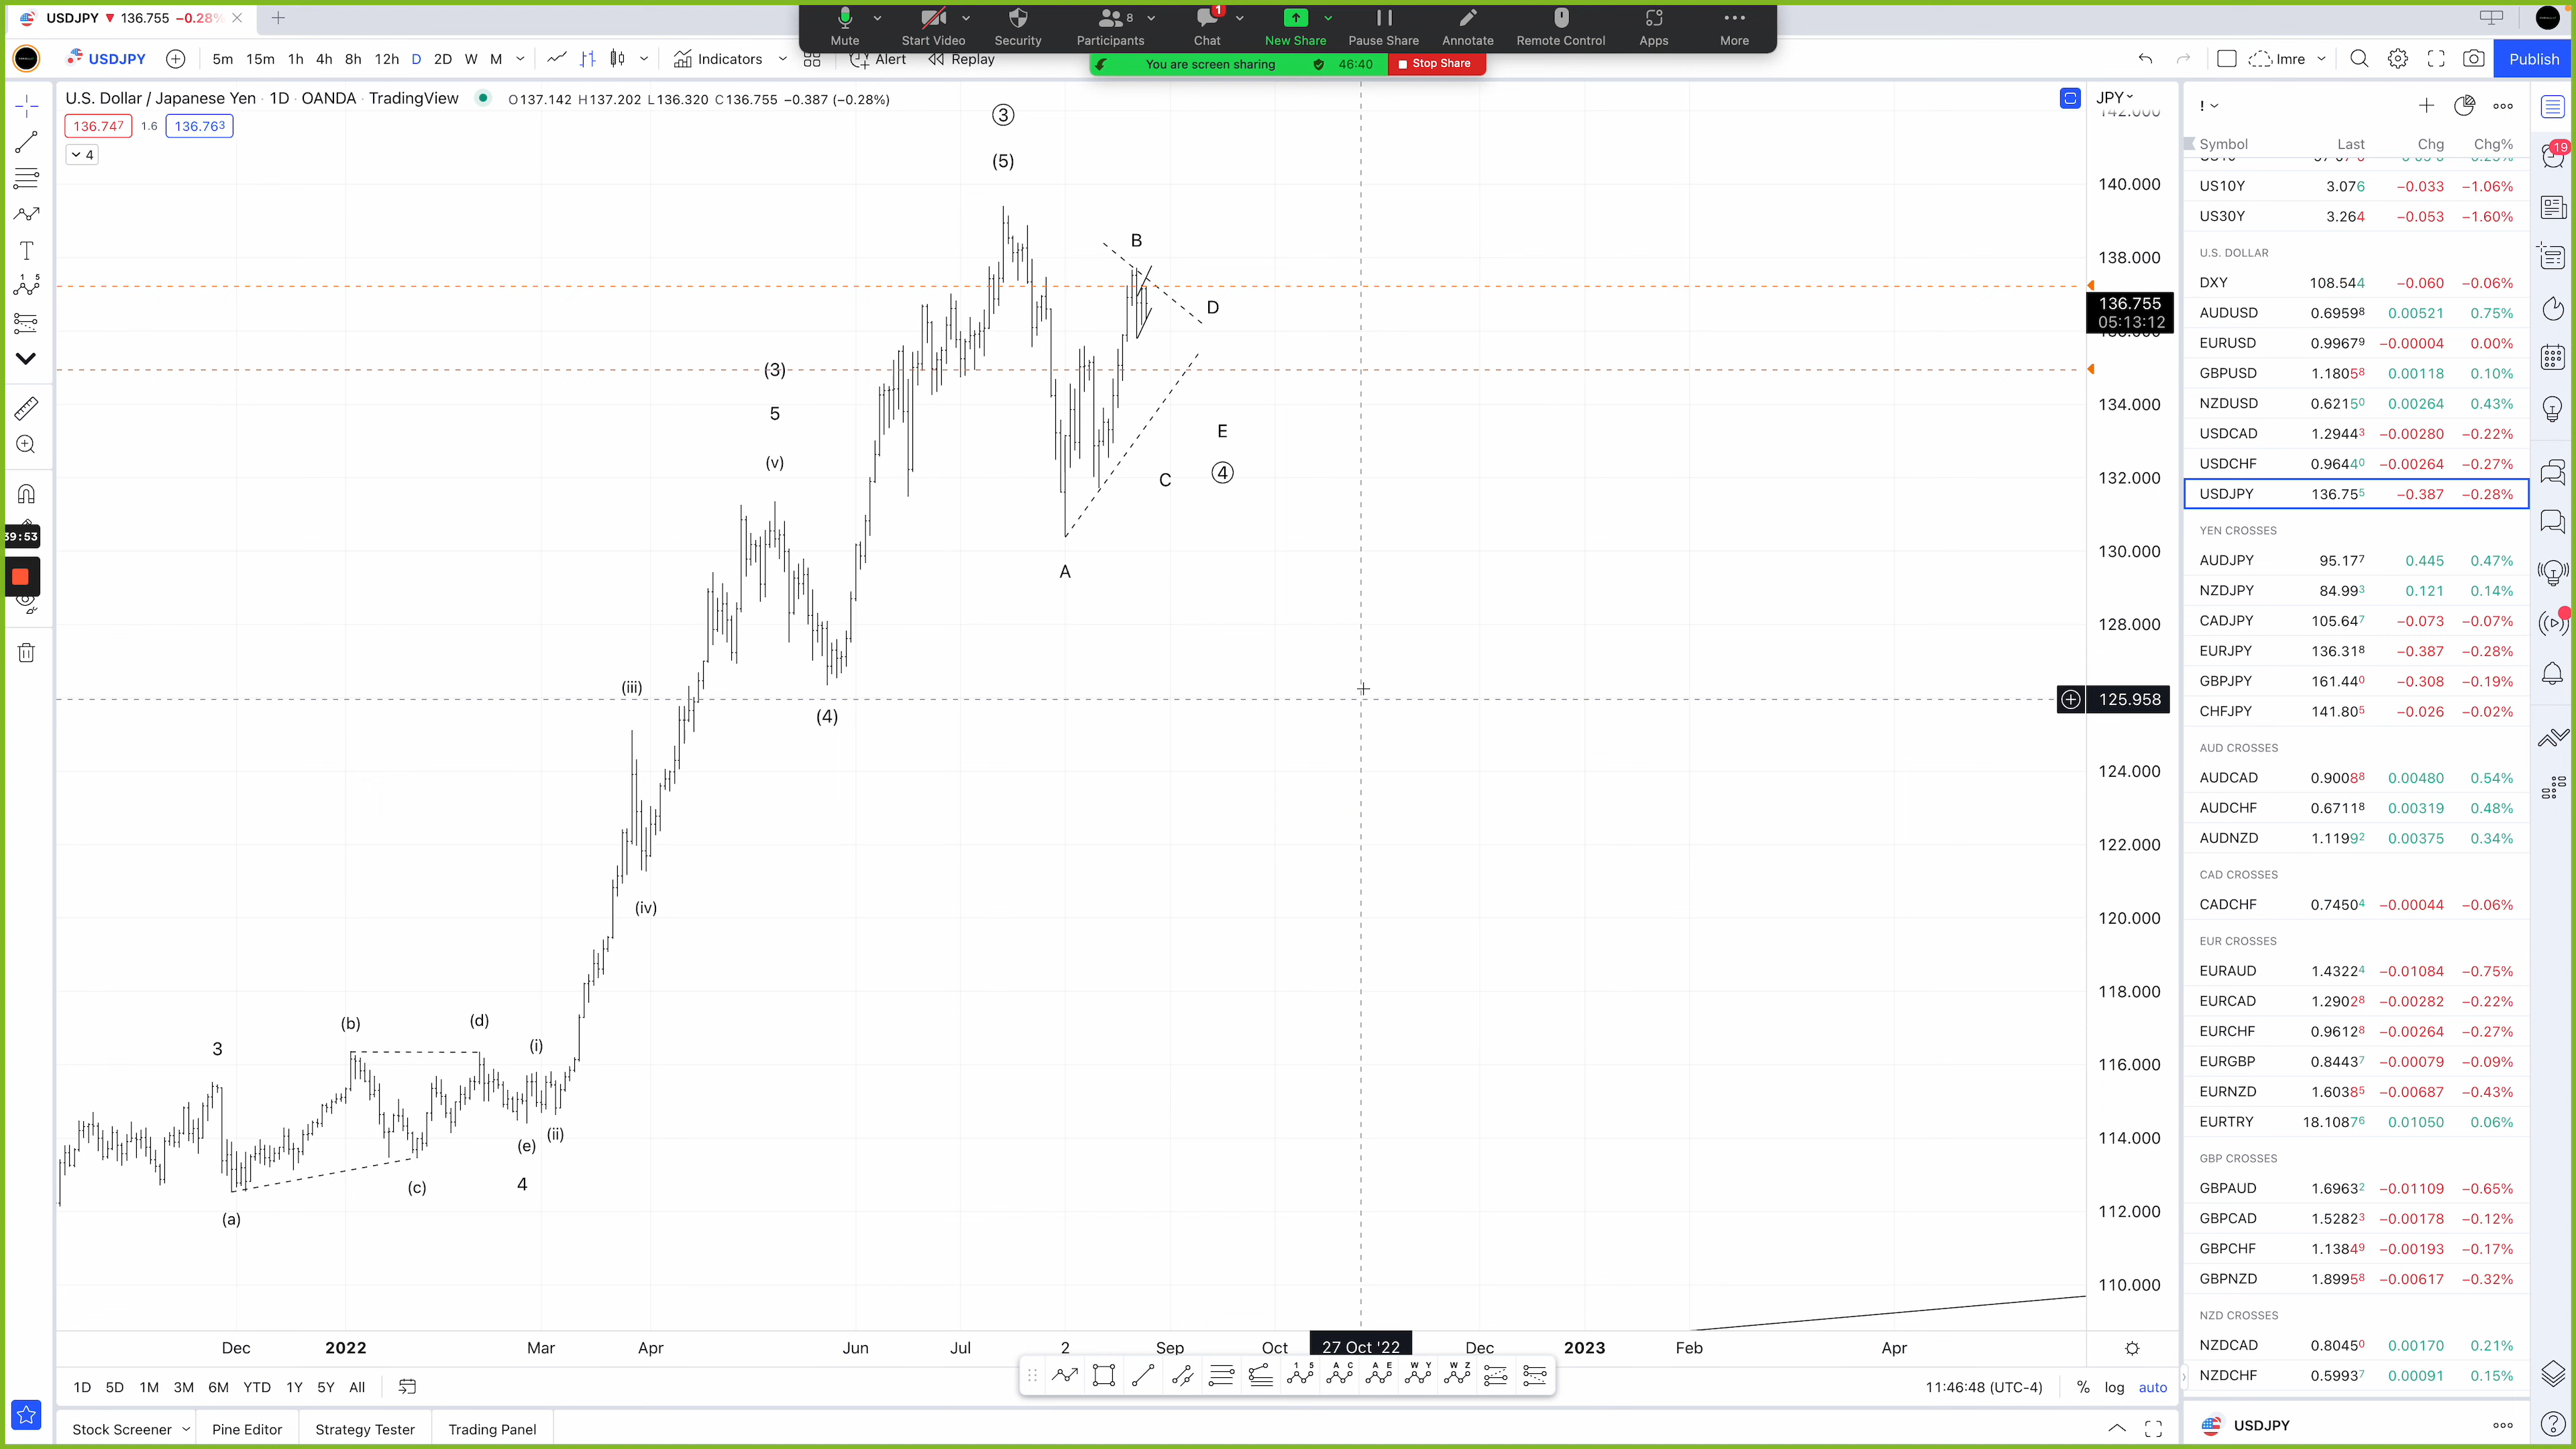 USDJPY ▼ 136.755 −0.28%
Mute
Start Video
Security
8
Participants
1
Chat
New Share
Pause Share
Annotate
Remote Control
Apps
More
USDJPY
5m 15m 1h 4h 8h 12h D 2D W M
Indicators
Alert
Replay
You are screen sharing
46:40
Stop Share
Imre
Publish
U.S. Dollar / Japanese Yen · 1D · OANDA · TradingView
O137.142 H137.202 L136.320 C136.755 −0.387 (−0.28%)
136.747 1.6 136.763
4
39:53
③
(5)
B
D
(3)
5
(v)
E
④
C
A
(iii)
(4)
(iv)
(b)
(d)
3
(i)
(e)
(ii)
4
(c)
(a)
JPY
142.000
140.000
138.000
136.755
05:13:12
136.000
134.000
132.000
130.000
128.000
125.958
124.000
122.000
120.000
118.000
116.000
114.000
112.000
110.000
Dec 2022 Mar Apr Jun Jul 2 Sep Oct 27 Oct '22 Dec 2023 Feb Apr
1 5
A C
A E
W Y
W Z
1D 5D 1M 3M 6M YTD 1Y 5Y All
11:46:48 (UTC-4) % log auto
Stock Screener Pine Editor Strategy Tester Trading Panel
!
Symbol Last Chg Chg%
US10Y 3.076 −0.033 −1.06%
US30Y 3.264 −0.053 −1.60%
U.S. DOLLAR
DXY 108.544 −0.060 −0.06%
AUDUSD 0.69598 0.00521 0.75%
EURUSD 0.99679 −0.00004 0.00%
GBPUSD 1.18058 0.00118 0.10%
NZDUSD 0.62150 0.00264 0.43%
USDCAD 1.29443 −0.00280 −0.22%
USDCHF 0.96440 −0.00264 −0.27%
USDJPY 136.755 −0.387 −0.28%
YEN CROSSES
AUDJPY 95.177 0.445 0.47%
NZDJPY 84.993 0.121 0.14%
CADJPY 105.647 −0.073 −0.07%
EURJPY 136.318 −0.387 −0.28%
GBPJPY 161.440 −0.308 −0.19%
CHFJPY 141.805 −0.026 −0.02%
AUD CROSSES
AUDCAD 0.90088 0.00480 0.54%
AUDCHF 0.67118 0.00319 0.48%
AUDNZD 1.11992 0.00375 0.34%
CAD CROSSES
CADCHF 0.74504 −0.00044 −0.06%
EUR CROSSES
EURAUD 1.43224 −0.01084 −0.75%
EURCAD 1.29028 −0.00282 −0.22%
EURCHF 0.96128 −0.00264 −0.27%
EURGBP 0.84437 −0.00079 −0.09%
EURNZD 1.60385 −0.00687 −0.43%
EURTRY 18.10876 0.01050 0.06%
GBP CROSSES
GBPAUD 1.69632 −0.01109 −0.65%
GBPCAD 1.52823 −0.00178 −0.12%
GBPCHF 1.13849 −0.00193 −0.17%
GBPNZD 1.89958 −0.00617 −0.32%
NZD CROSSES
NZDCAD 0.80450 0.00170 0.21%
NZDCHF 0.59937 0.00091 0.15%
USDJPY
19